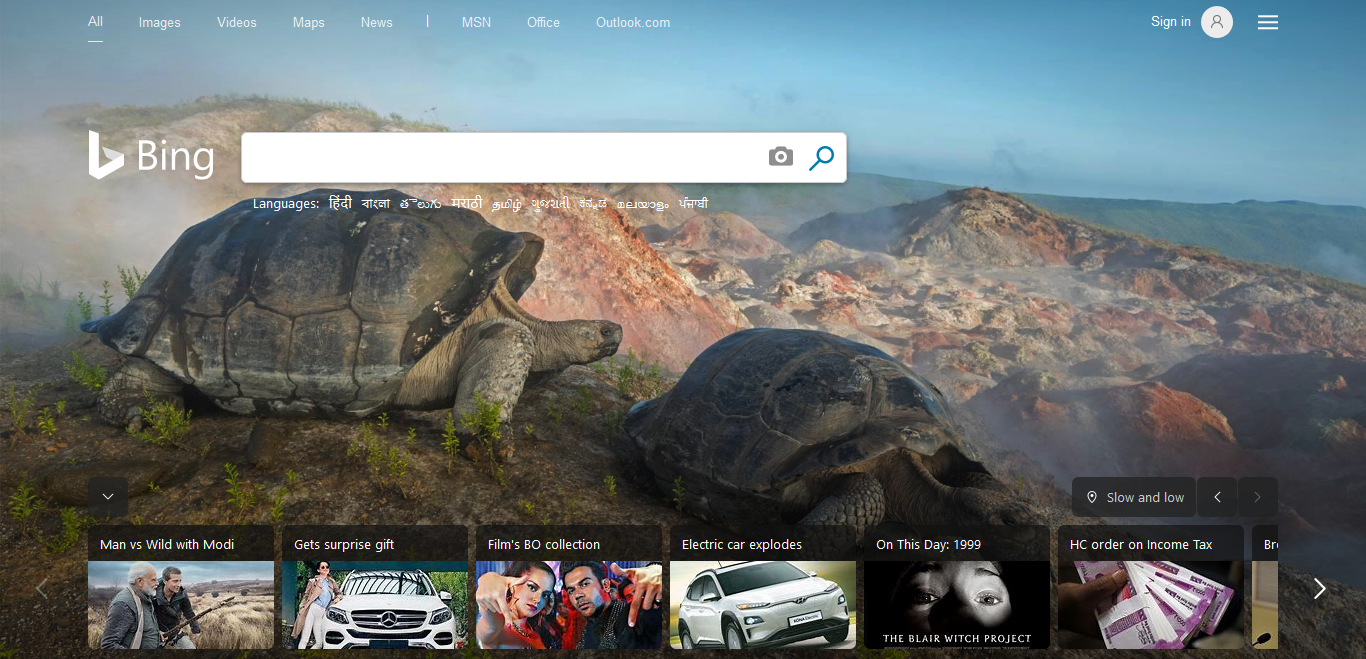 All Images Videos Maps News | MSN Office Outlook.com Sign in
Bing
Languages: हिंदी বাংলা తెలుగు मराठी தமிழ் ગુજરાતી ಕನ್ನಡ മലയാളം ਪੰਜਾਬੀ
Slow and low
Man vs Wild with Modi
Gets surprise gift
Film's BO collection
Electric car explodes
KONA Electric
On This Day: 1999
THE BLAIR WITCH PROJECT
HC order on Income Tax